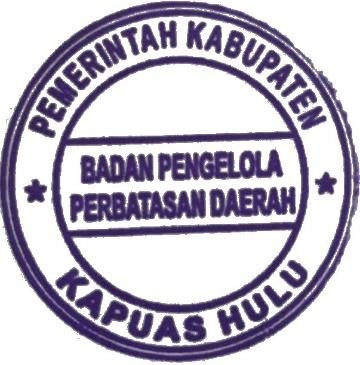 PEMERINTAH KABUPATEN
BADAN PENGELOLA
PERBATASAN DAERAH
KAPUAS HULU